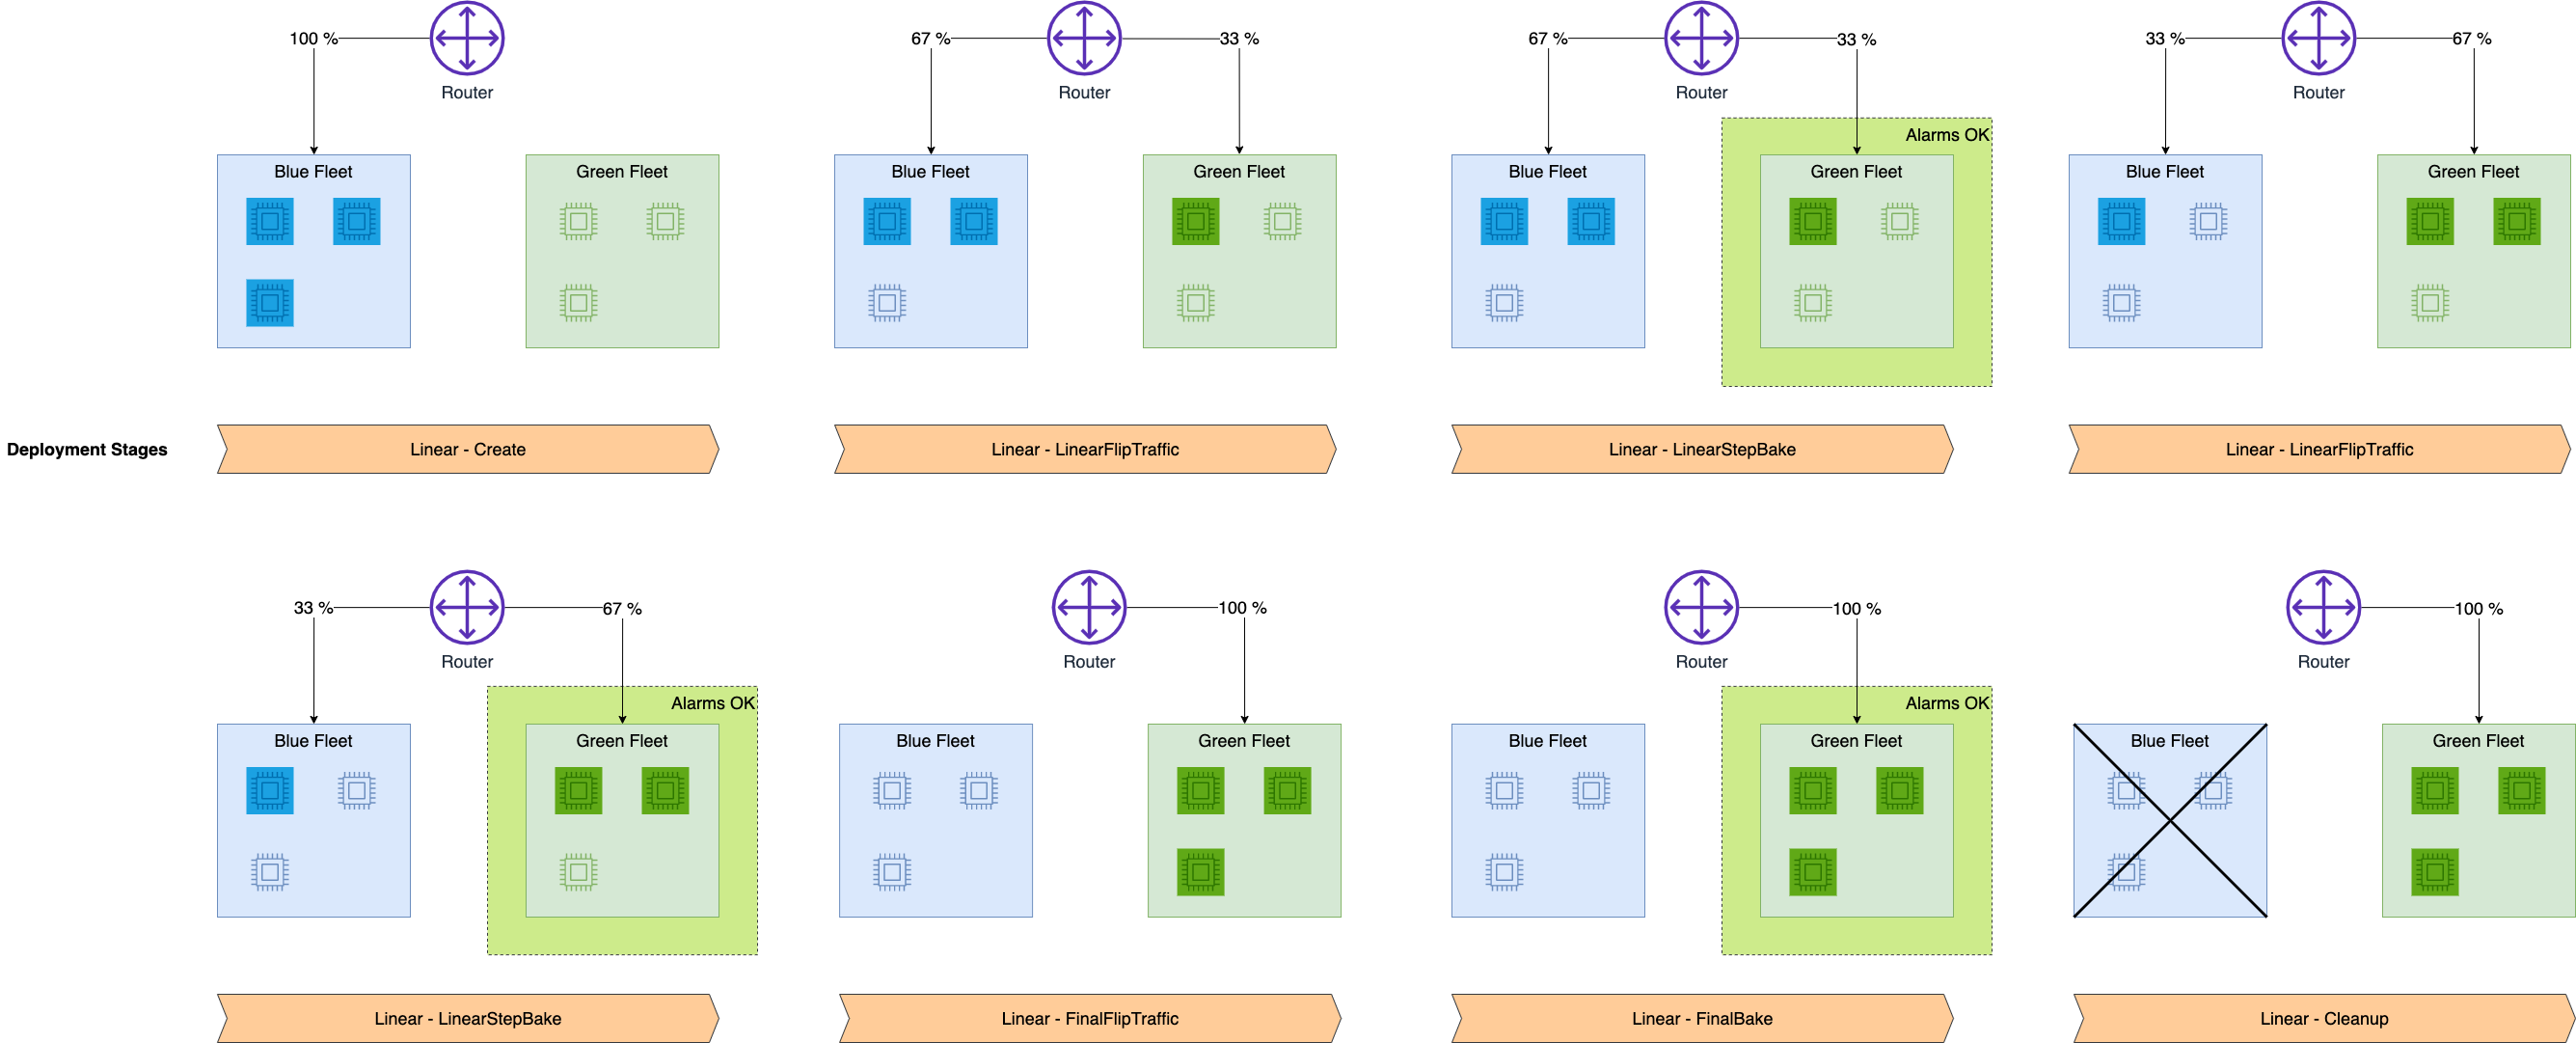 100 %
Router
Blue Fleet
Green Fleet
67 %
33 %
Router
Blue Fleet
Green Fleet
67 %
33 %
Router
Alarms OK
Blue Fleet
Green Fleet
33 %
67 %
Router
Blue Fleet
Green Fleet
Deployment Stages
Linear - Create
Linear - LinearFlipTraffic
Linear - LinearStepBake
Linear - LinearFlipTraffic
33 %
67 %
Router
Alarms OK
Blue Fleet
Green Fleet
100 %
Router
Blue Fleet
Green Fleet
100 %
Router
Alarms OK
Blue Fleet
Green Fleet
100 %
Router
Blue Fleet
Green Fleet
Linear - LinearStepBake
Linear - FinalFlipTraffic
Linear - FinalBake
Linear - Cleanup